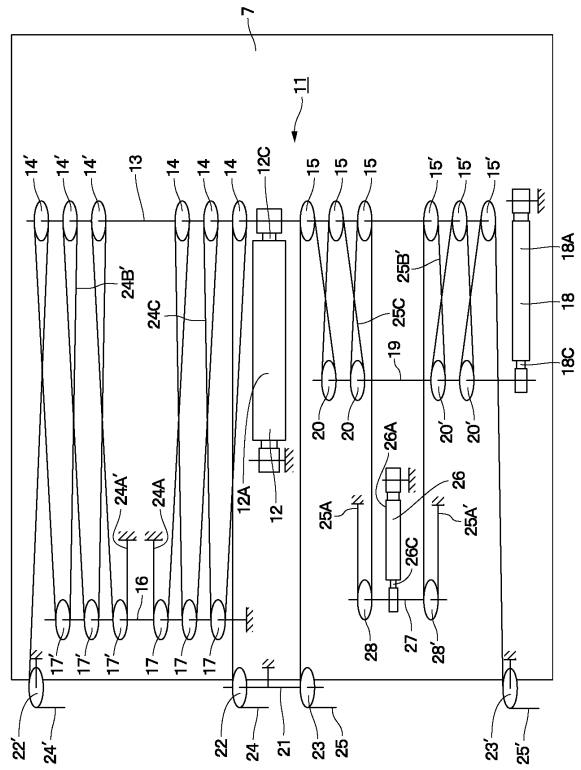 7
11
14′ 14′ 14′ 13 14 14 14 12C 15 15 15 15′ 15′ 15′
24B′ 24C 25C 25B′
18A
18
18C
19
20 20 20′ 20′
12A 12 26A 26
24A′ 24A 25A 25A′
16 26C
17′ 17′ 17′ 17 17 17 28 27 28′
22′ 24′ 22 24 21 23 25 23′ 25′